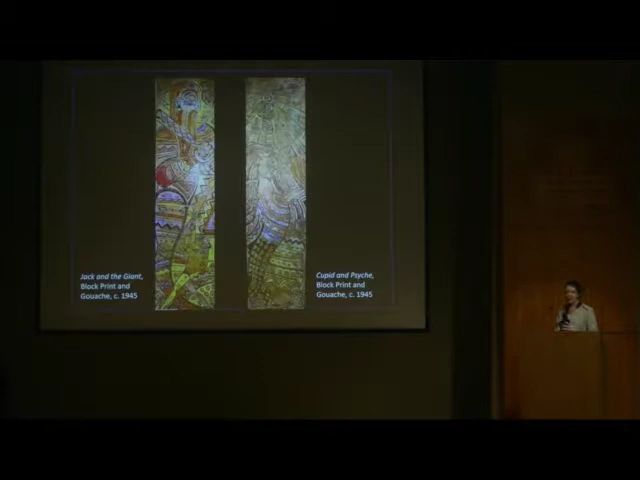 Jack and the Giant,
Block Print and
Gouache, c. 1945
Cupid and Psyche,
Block Print and
Gouache, c. 1945